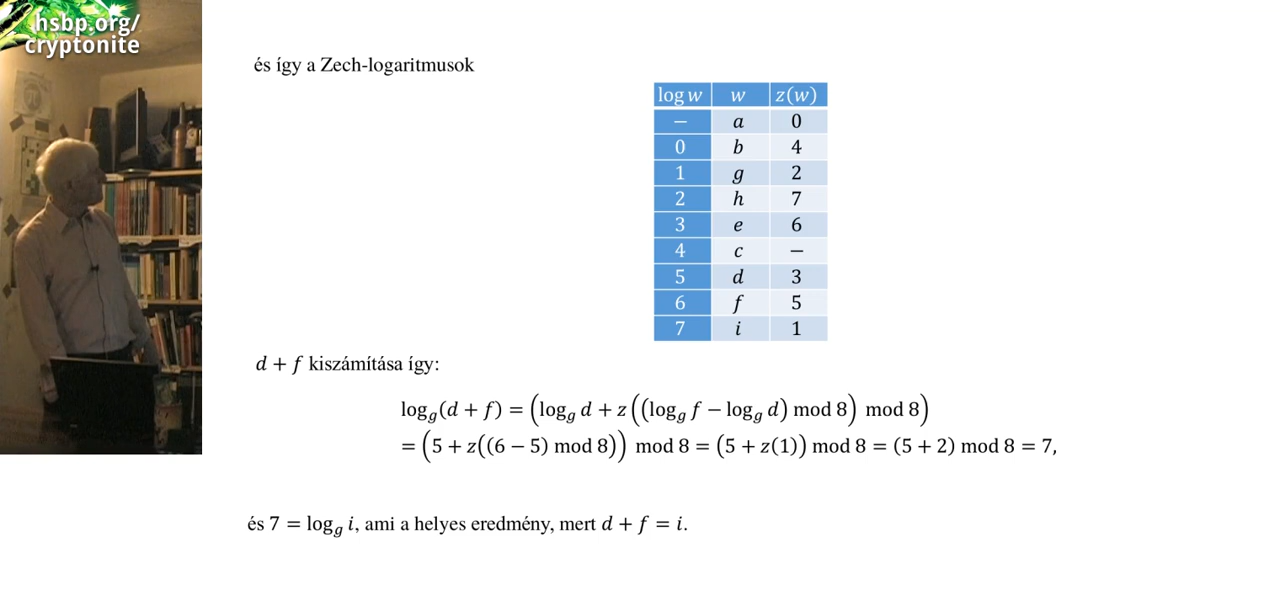 hsbp.org/
cryptonite
és így a Zech-logaritmusok
log w w z(w)
− a 0
0 b 4
1 g 2
2 h 7
3 e 6
4 c −
5 d 3
6 f 5
7 i 1
d + f kiszámítása így:
log_g(d + f) = (log_g d + z((log_g f − log_g d) mod 8) mod 8)
= (5 + z((6 − 5) mod 8)) mod 8 = (5 + z(1)) mod 8 = (5 + 2) mod 8 = 7,
és 7 = log_g i, ami a helyes eredmény, mert d + f = i.